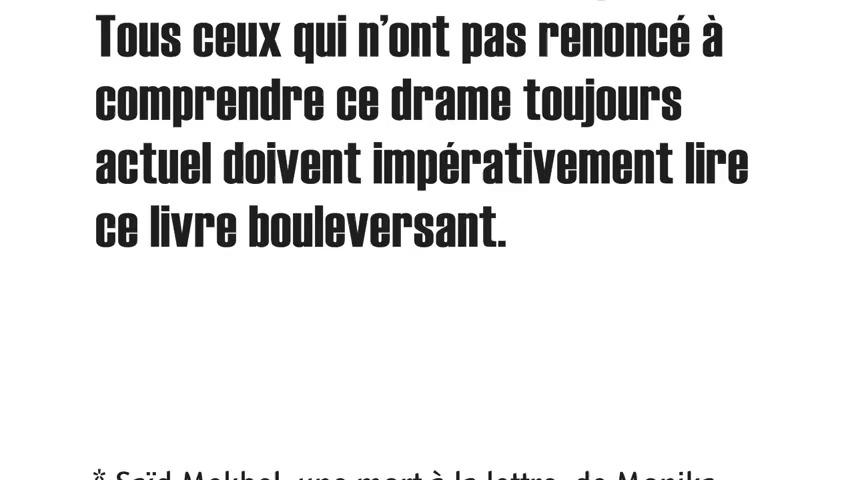 Tous ceux qui n’ont pas renoncé à
comprendre ce drame toujours
actuel doivent impérativement lire
ce livre bouleversant.
* Saïd Mekbel, une mort à la lettre, de Monika